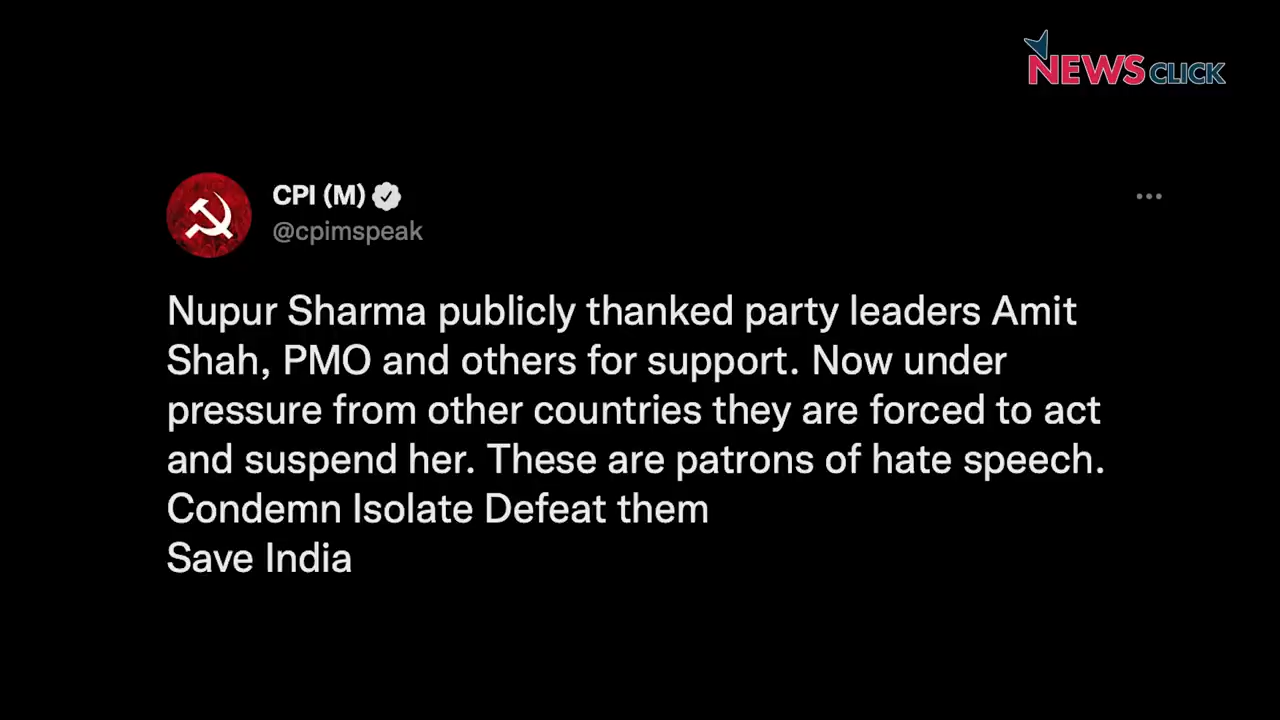 NEWSCLICK
CPI (M)
@cpimspeak
Nupur Sharma publicly thanked party leaders Amit
Shah, PMO and others for support. Now under
pressure from other countries they are forced to act
and suspend her. These are patrons of hate speech.
Condemn Isolate Defeat them
Save India